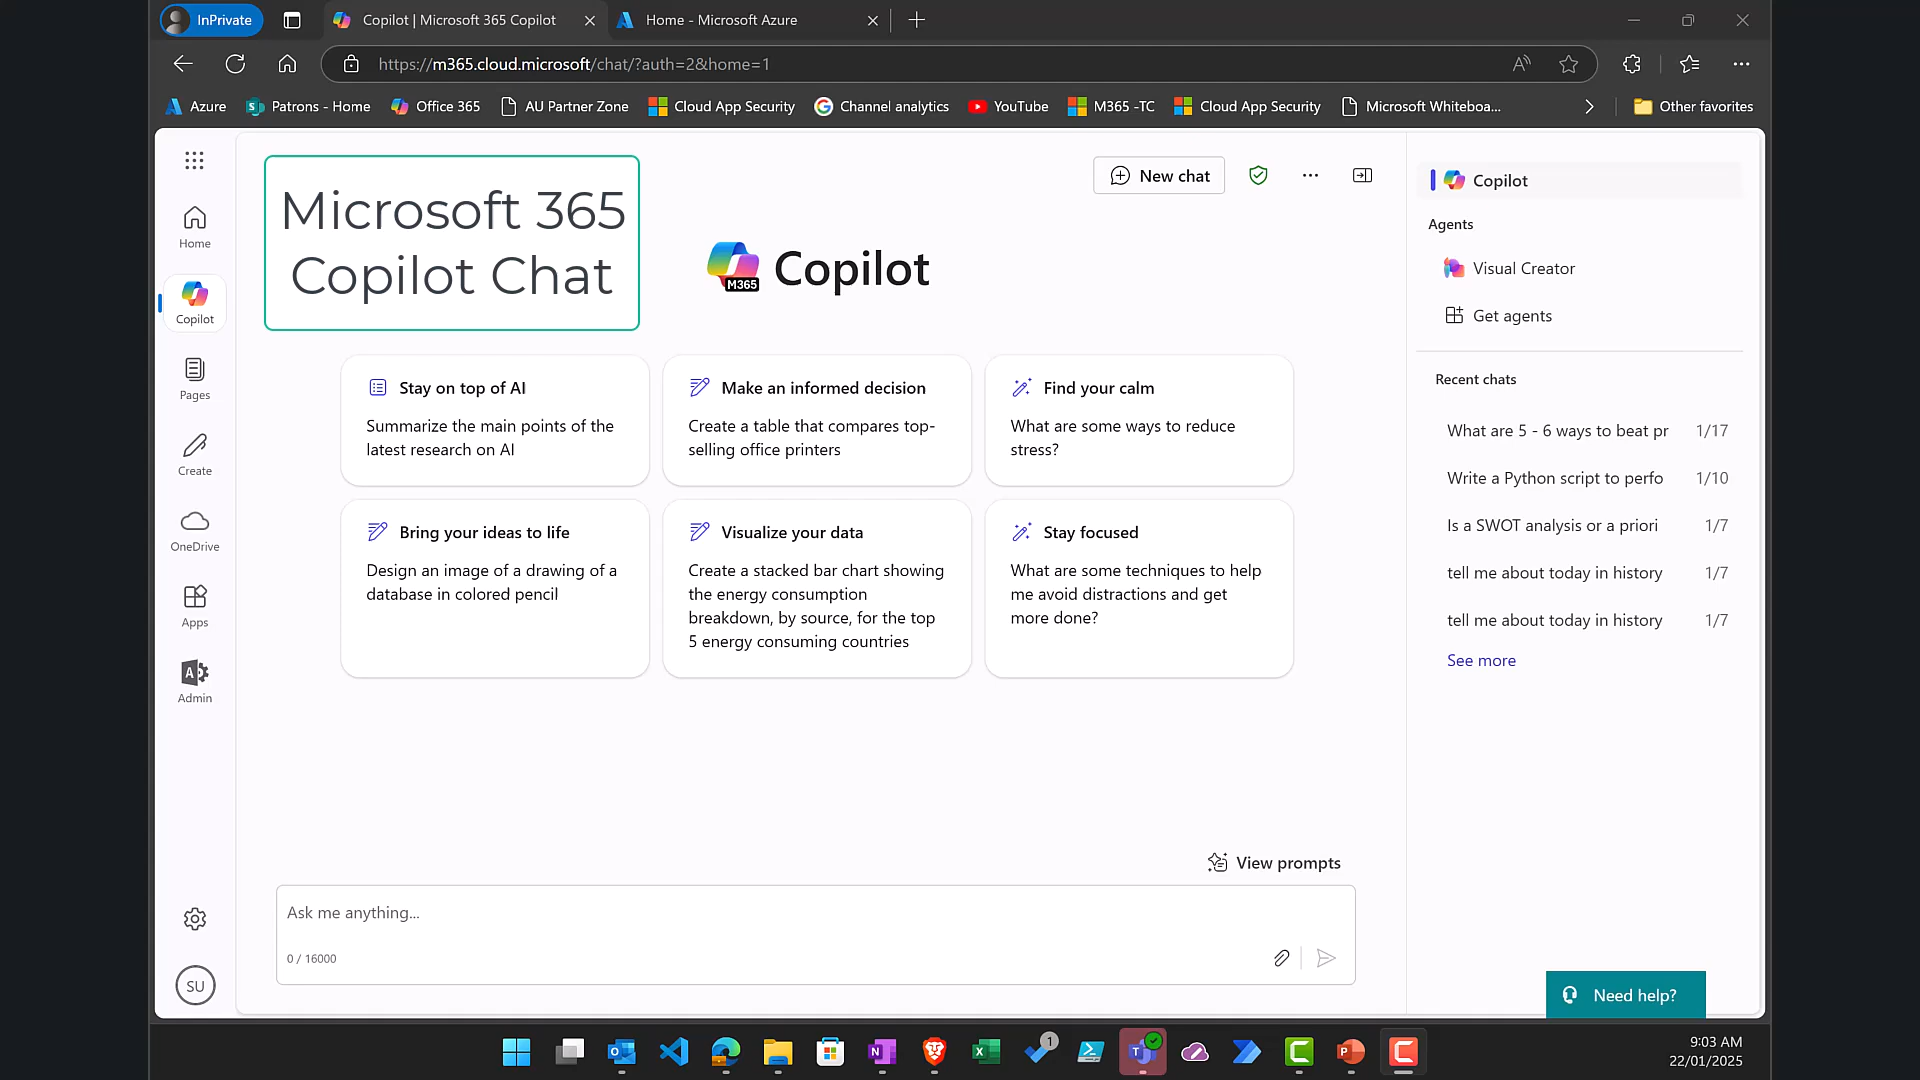 InPrivate
Copilot | Microsoft 365 Copilot
Home - Microsoft Azure
https://m365.cloud.microsoft/chat/?auth=2&home=1
Azure
Patrons - Home
Office 365
AU Partner Zone
Cloud App Security
Channel analytics
YouTube
M365 -TC
Cloud App Security
Microsoft Whiteboa...
Other favorites
Home
Copilot
Pages
Create
OneDrive
Apps
Admin
SU
Microsoft 365
Copilot Chat
New chat
M365
Copilot
Stay on top of AI
Summarize the main points of the
latest research on AI
Make an informed decision
Create a table that compares top-
selling office printers
Find your calm
What are some ways to reduce
stress?
Bring your ideas to life
Design an image of a drawing of a
database in colored pencil
Visualize your data
Create a stacked bar chart showing
the energy consumption
breakdown, by source, for the top
5 energy consuming countries
Stay focused
What are some techniques to help
me avoid distractions and get
more done?
View prompts
Ask me anything...
0 / 16000
Copilot
Agents
Visual Creator
Get agents
Recent chats
What are 5 - 6 ways to beat pr 1/17
Write a Python script to perfo 1/10
Is a SWOT analysis or a priori 1/7
tell me about today in history 1/7
tell me about today in history 1/7
See more
Need help?
1
9:03 AM
22/01/2025